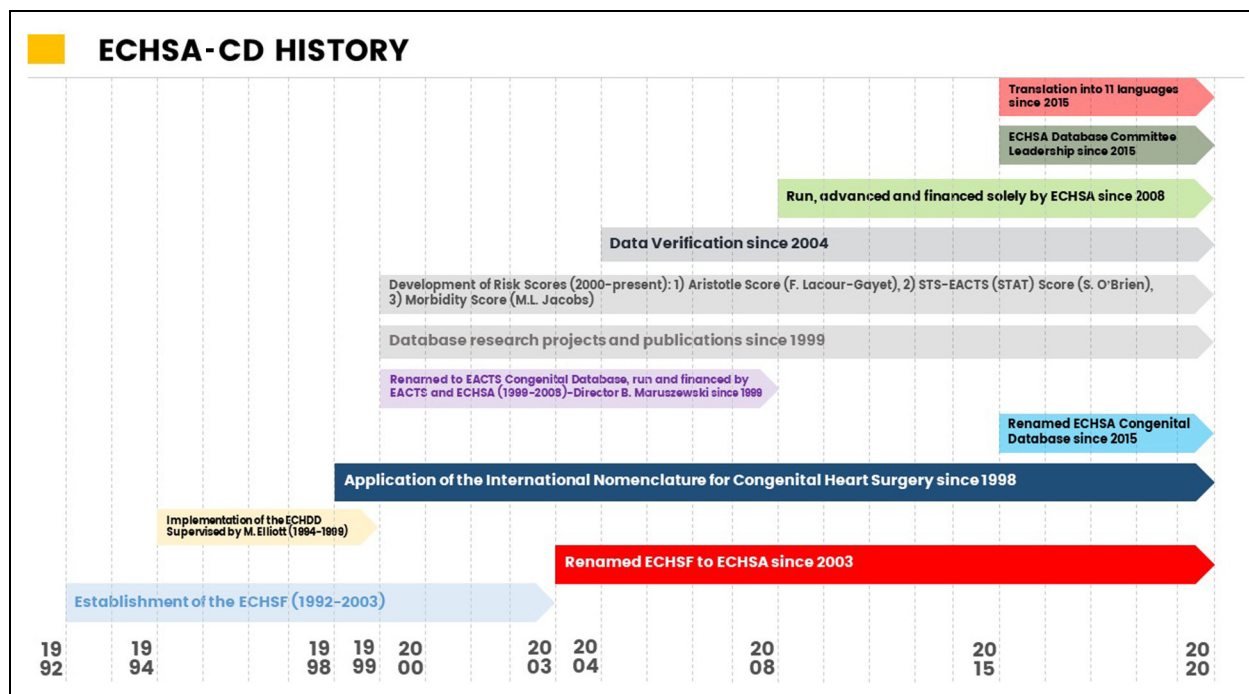 ECHSA-CD HISTORY
Translation into 11 languages
since 2015
ECHSA Database Committee
Leadership since 2015
Run, advanced and financed solely by ECHSA since 2008
Data Verification since 2004
Development of Risk Scores (2000-present): 1) Aristotle Score (F. Lacour-Gayet), 2) STS-EACTS (STAT) Score (S. O'Brien),
3) Morbidity Score (M.L. Jacobs)
Database research projects and publications since 1999
Renamed to EACTS Congenital Database, run and financed by
EACTS and ECHSA (1999-2008)-Director B. Maruszewski since 1999
Renamed ECHSA Congenital
Database since 2015
Application of the International Nomenclature for Congenital Heart Surgery since 1998
Implementation of the ECHDD
Supervised by M. Elliott (1994-1999)
Renamed ECHSF to ECHSA since 2003
Establishment of the ECHSF (1992-2003)
19 19 19 19 20 20 20 20 20 20
92 94 98 99 00 03 04 08 15 20